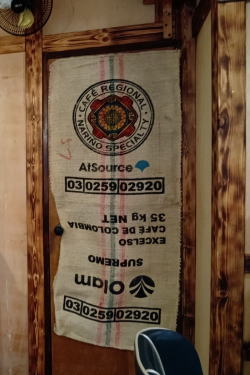 CAFÉ REGIONAL
NARIÑO SPECIALTY
AtSource
03 0259 02920
Olam
SUPREMO
EXCELSO
CAFÉ DE COLOMBIA
35 kg NET
03 0259 02920